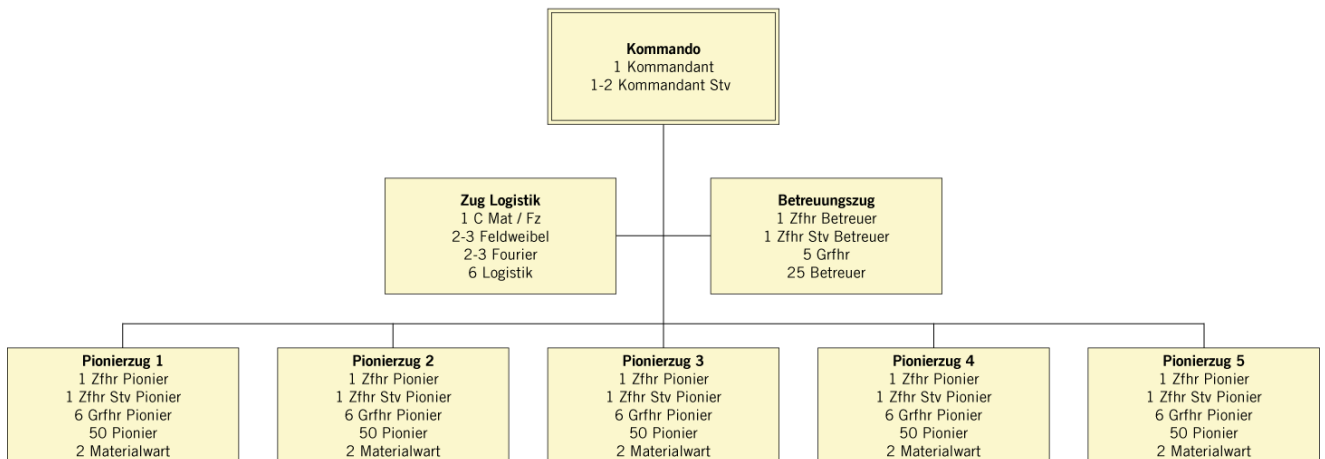 Kommando
1 Kommandant
1-2 Kommandant Stv
Zug Logistik
1 C Mat / Fz
2-3 Feldweibel
2-3 Fourier
6 Logistik
Betreuungszug
1 Zfhr Betreuer
1 Zfhr Stv Betreuer
5 Grfhr
25 Betreuer
Pionierzug 1
1 Zfhr Pionier
1 Zfhr Stv Pionier
6 Grfhr Pionier
50 Pionier
2 Materialwart
Pionierzug 2
1 Zfhr Pionier
1 Zfhr Stv Pionier
6 Grfhr Pionier
50 Pionier
2 Materialwart
Pionierzug 3
1 Zfhr Pionier
1 Zfhr Stv Pionier
6 Grfhr Pionier
50 Pionier
2 Materialwart
Pionierzug 4
1 Zfhr Pionier
1 Zfhr Stv Pionier
6 Grfhr Pionier
50 Pionier
2 Materialwart
Pionierzug 5
1 Zfhr Pionier
1 Zfhr Stv Pionier
6 Grfhr Pionier
50 Pionier
2 Materialwart